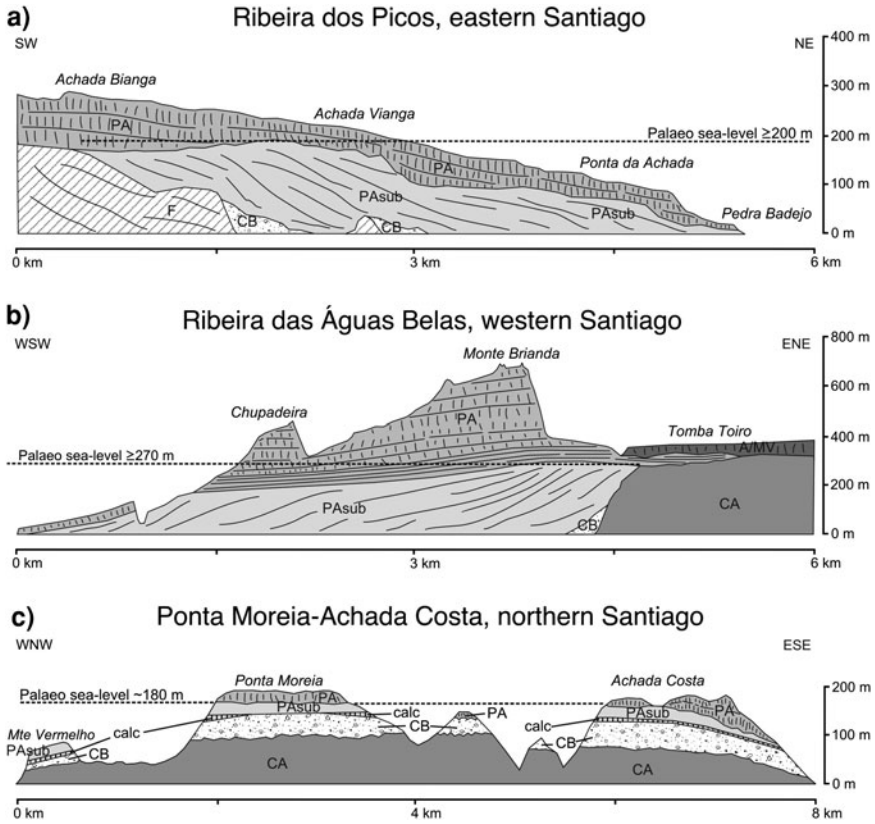 a) Ribeira dos Picos, eastern Santiago
SW NE
400 m
Achada Bianga
300 m
Achada Vianga
PA
Palaeo sea-level ≥200 m
200 m
PA
Ponta da Achada
PAsub
100 m
F
CB
CB
PAsub
Pedra Badejo
0 m
0 km 3 km 6 km
b) Ribeira das Águas Belas, western Santiago
WSW ENE
800 m
Monte Brianda
600 m
Chupadeira
PA
Tomba Toiro
400 m
A/MV
Palaeo sea-level ≥270 m
PAsub
200 m
CA
CB
0 m
0 km 3 km 6 km
c) Ponta Moreia-Achada Costa, northern Santiago
WNW ESE
Ponta Moreia Achada Costa
Palaeo sea-level ~180 m
200 m
PA
PA
PAsub
PAsub
calc
PA
calc
Mte Vermelho
calc
CB
CB
100 m
PAsub
CB
CA
CA
0 m
0 km 4 km 8 km